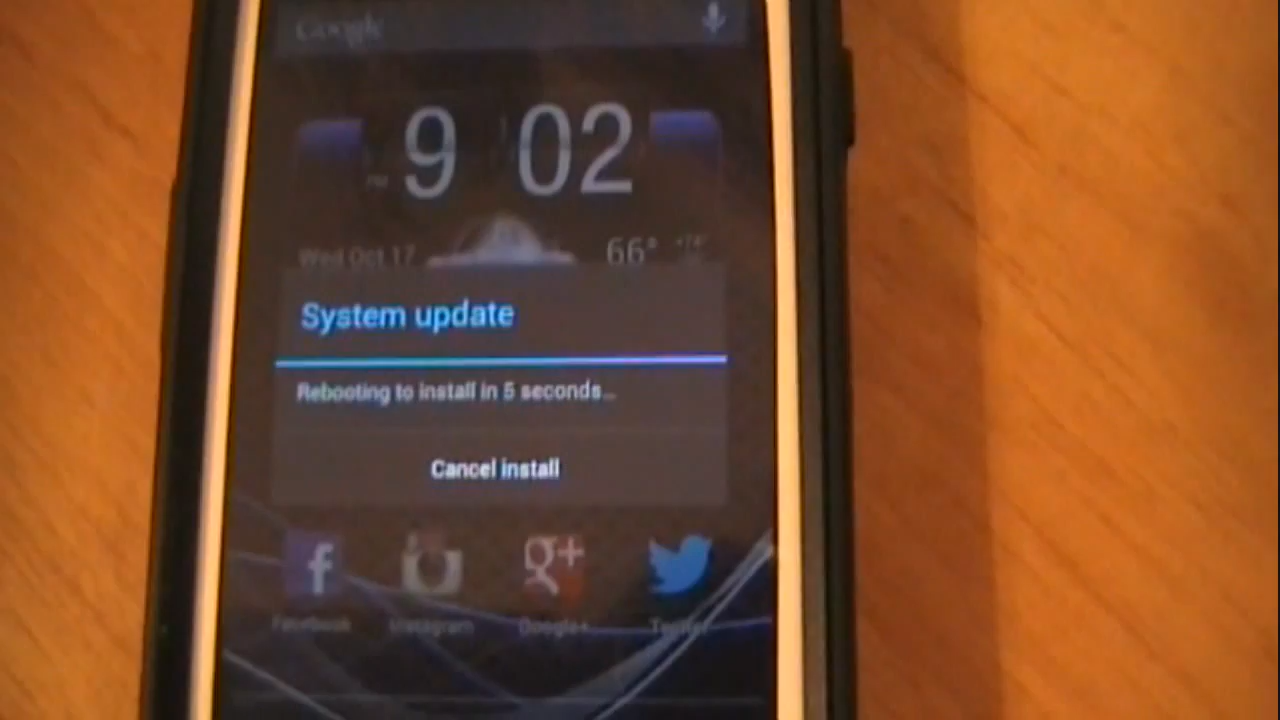 Google
9 02
Wed Oct 17 66°
System update
Rebooting to install in 5 seconds...
Cancel install
Facebook Instagram Google+ Twitter